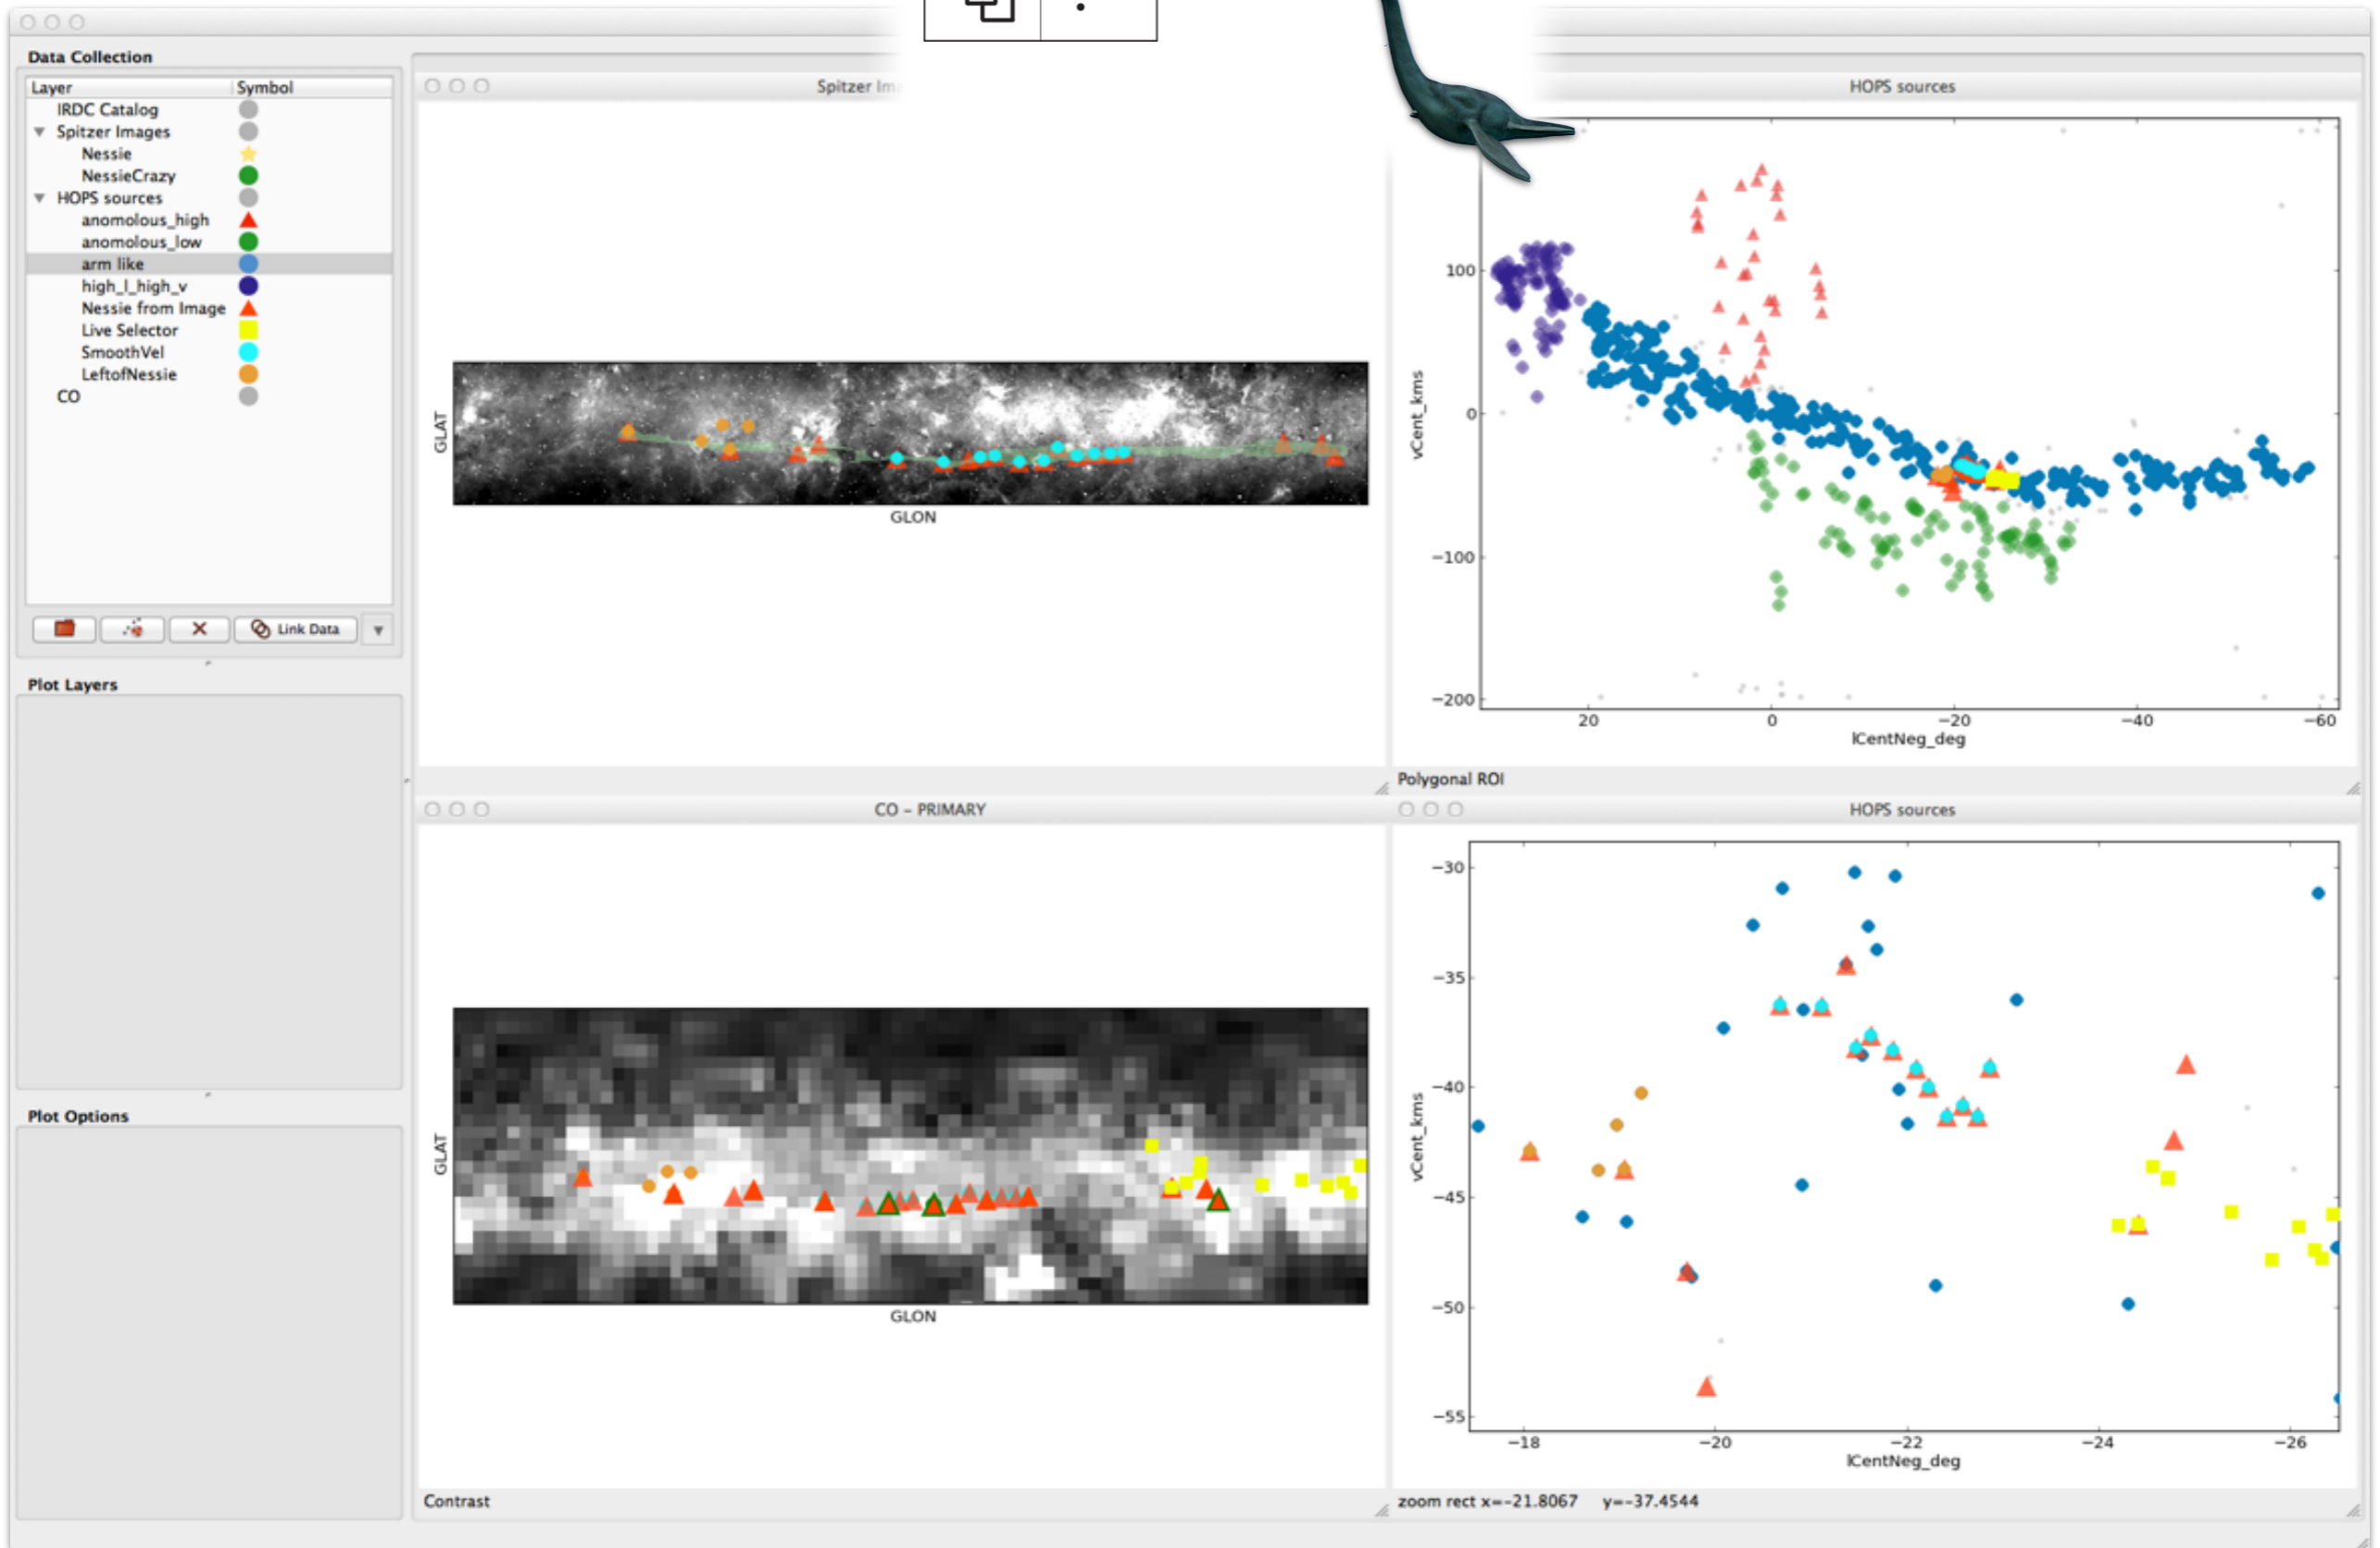 Data Collection
Layer Symbol
IRDC Catalog
Spitzer Images
Nessie
NessieCrazy
HOPS sources
anomolous_high
anomolous_low
arm like
high_l_high_v
Nessie from Image
Live Selector
SmoothVel
LeftofNessie
CO
Link Data
Plot Layers
Plot Options
Spitzer
GLAT
GLON
HOPS sources
100
0
−100
−200
vCent_kms
20 0 −20 −40 −60
lCentNeg_deg
Polygonal ROI
CO – PRIMARY
GLAT
GLON
Contrast
HOPS sources
−30
−35
−40
−45
−50
−55
vCent_kms
−18 −20 −22 −24 −26
lCentNeg_deg
zoom rect x=−21.8067 y=−37.4544